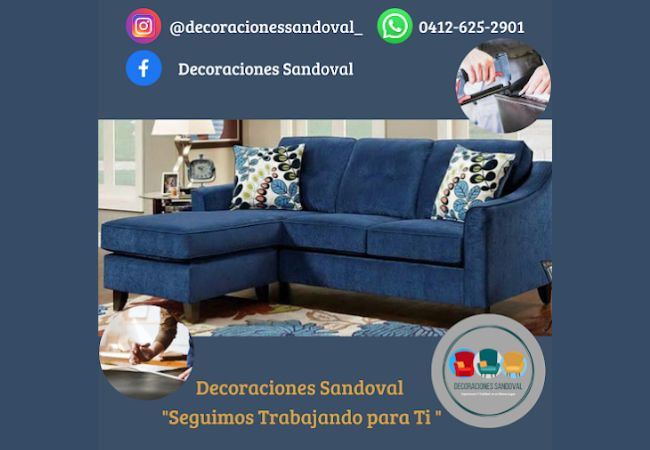 @decoracionessandoval_
0412-625-2901
Decoraciones Sandoval
DECORACIONES SANDOVAL
Decoraciones Sandoval
"Seguimos Trabajando para Ti "